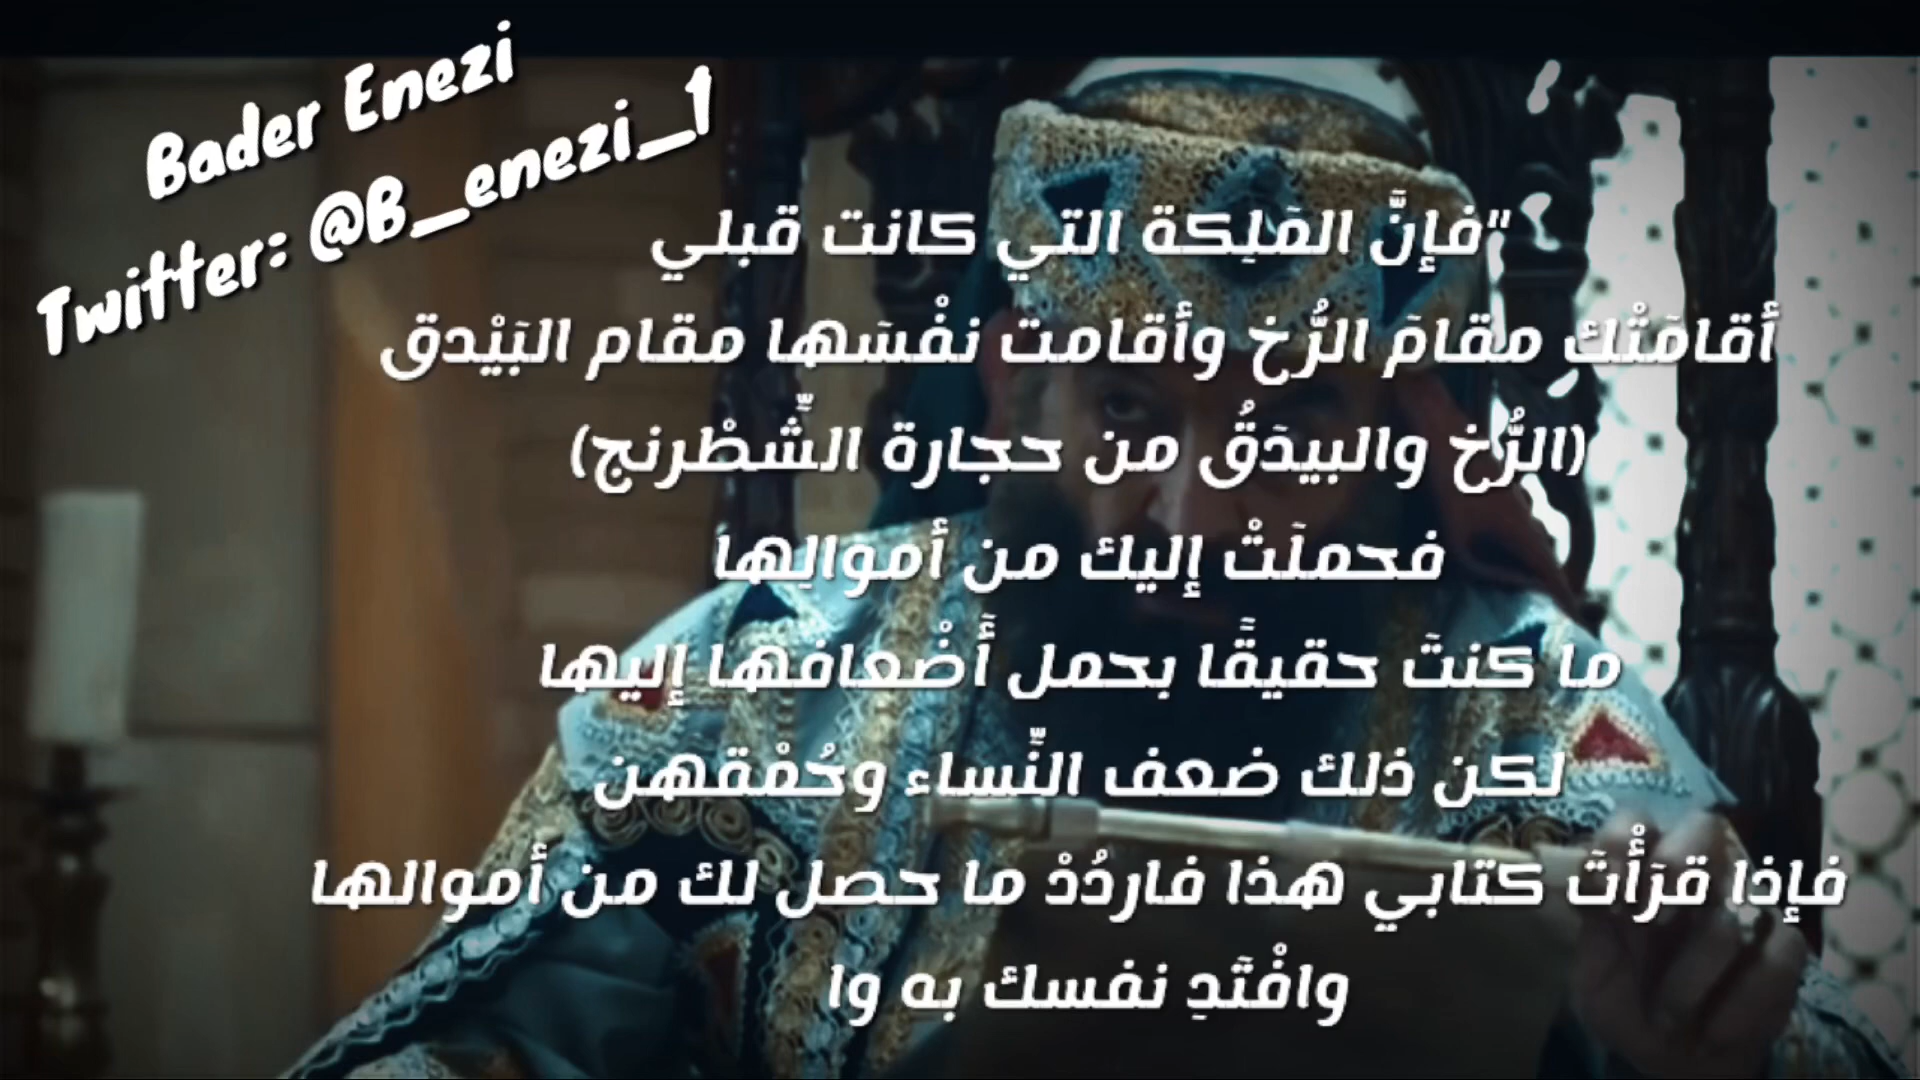 Bader Enezi
Twitter: @B_enezi_1
"فإنَّ المَلِكة التي كانت قبلي
أقامَتْكِ مقامَ الرُّخ وأقامت نفْسَها مقام البَيْدق
(الرُّخ والبيدَقُ من حجارة الشِّطْرنج)
فحملَتْ إليك من أموالِها
ما كنتَ حقيقًا بحمل أضْعافها إليها
لكن ذلك ضعف النِّساء وحُمْقهن
فإذا قرَأْتَ كتابي هذا فاردُدْ ما حصل لك من أموالها
وافْتَدِ نفسك به وا